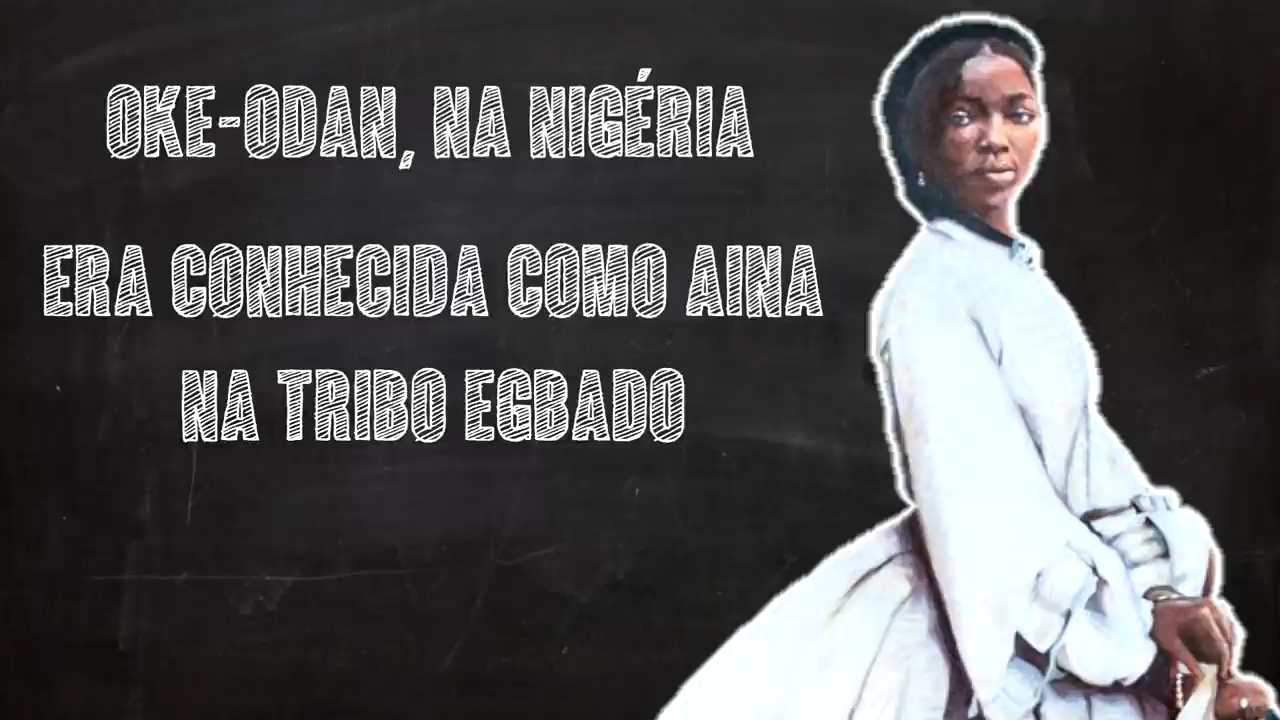 OKE-ODAN, NA NIGÉRIA
ERA CONHECIDA COMO AINA
NA TRIBO EGBADO